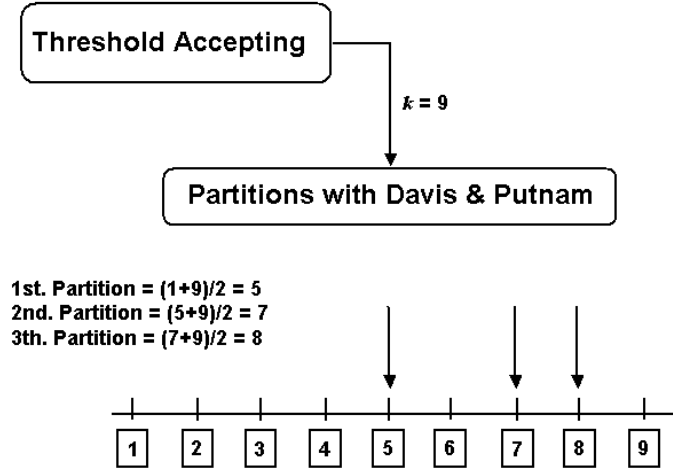 Threshold Accepting
k = 9
Partitions with Davis & Putnam
1st. Partition = (1+9)/2 = 5
2nd. Partition = (5+9)/2 = 7
3th. Partition = (7+9)/2 = 8
1 2 3 4 5 6 7 8 9